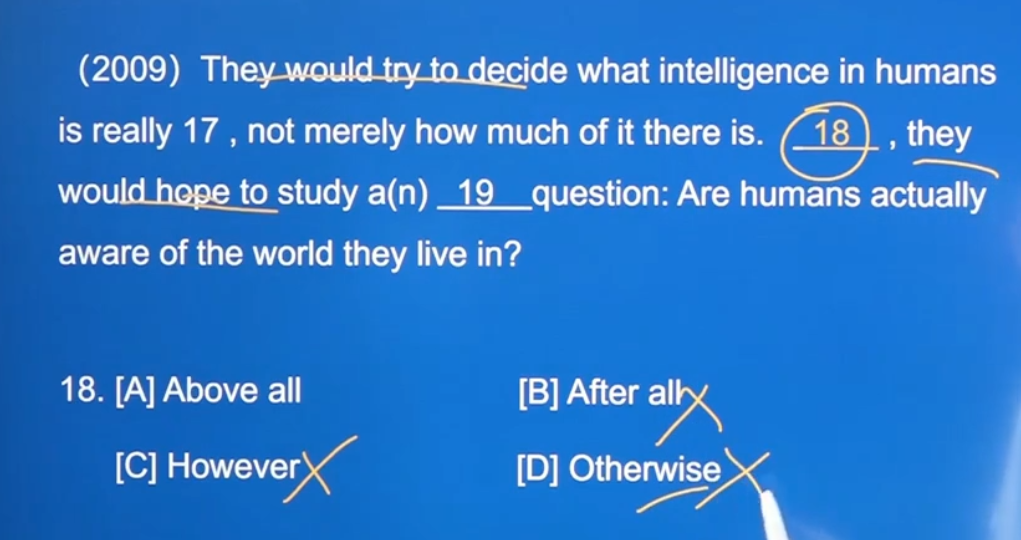 (2009) They would try to decide what intelligence in humans
is really 17 , not merely how much of it there is. 18 , they
would hope to study a(n) 19 question: Are humans actually
aware of the world they live in?
18. [A] Above all [B] After all
[C] However [D] Otherwise